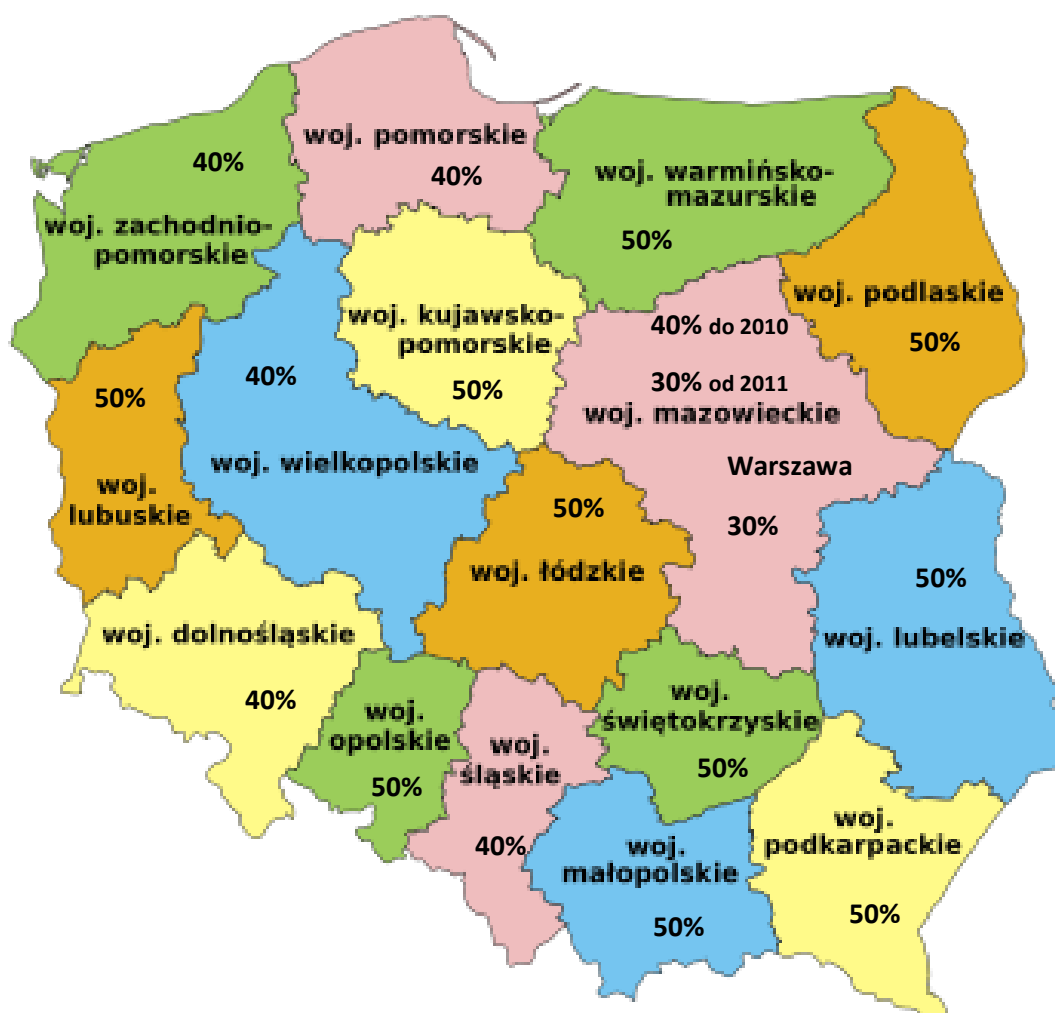 woj. pomorskie
40%
40%
woj. zachodnio-
pomorskie
woj. warmińsko-
mazurskie
50%
woj. podlaskie
50%
woj. kujawsko-
pomorskie
50%
40% do 2010
30% od 2011
woj. mazowieckie
Warszawa
30%
50%
woj.
lubuskie
40%
woj. wielkopolskie
50%
woj. łódzkie
50%
woj. lubelskie
woj. dolnośląskie
40%
woj.
opolskie
50%
woj.
śląskie
40%
woj.
świętokrzyskie
50%
woj.
małopolskie
50%
woj.
podkarpackie
50%